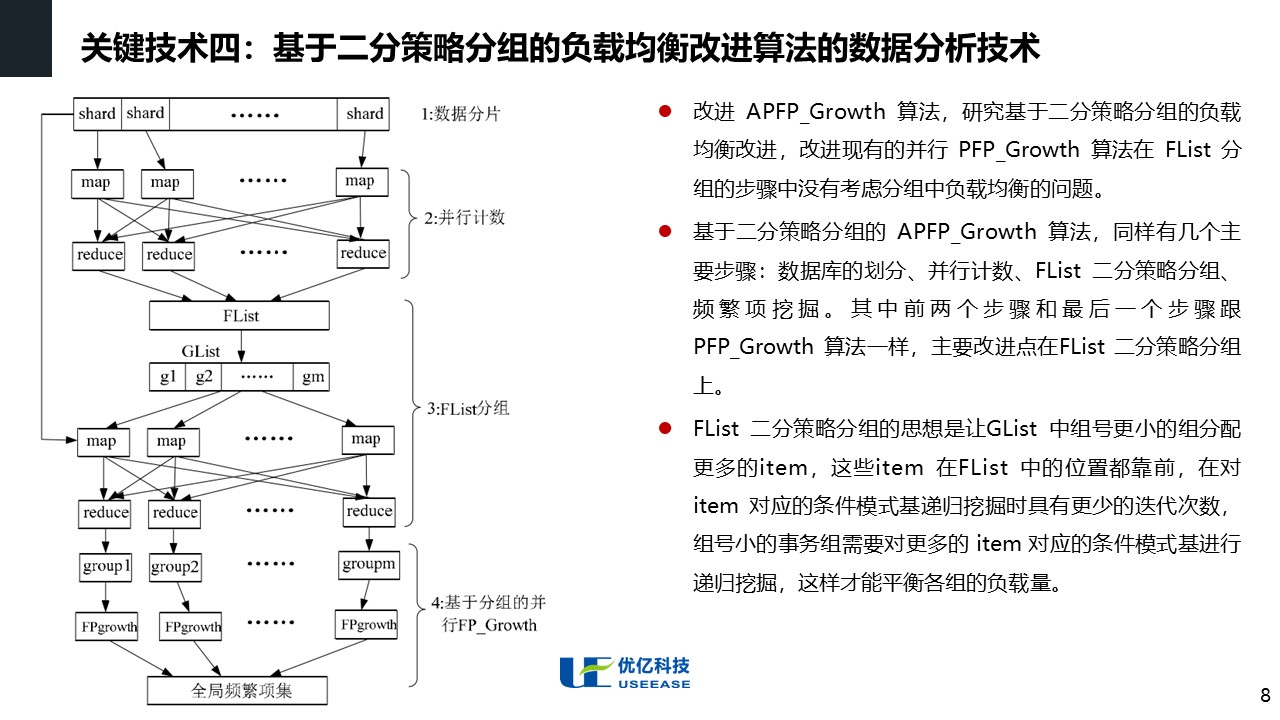 关键技术四：基于二分策略分组的负载均衡改进算法的数据分析技术
shard shard …… shard 1:数据分片
map map …… map
2:并行计数
reduce reduce …… reduce
FList
GList
g1 g2 …… gm
3:FList分组
map map …… map
reduce reduce …… reduce
group1 group2 …… groupm
4:基于分组的并
行FP_Growth
FPgrowth FPgrowth …… FPgrowth
全局频繁项集
改进 APFP_Growth 算法，研究基于二分策略分组的负载
均衡改进，改进现有的并行 PFP_Growth 算法在 FList 分
组的步骤中没有考虑分组中负载均衡的问题。
基于二分策略分组的 APFP_Growth 算法，同样有几个主
要步骤：数据库的划分、并行计数、FList 二分策略分组、
频繁项挖掘。其中前两个步骤和最后一个步骤跟
PFP_Growth 算法一样，主要改进点在FList 二分策略分组
上。
FList 二分策略分组的思想是让GList 中组号更小的组分配
更多的item，这些item 在FList 中的位置都靠前，在对
item 对应的条件模式基递归挖掘时具有更少的迭代次数，
组号小的事务组需要对更多的 item 对应的条件模式基进行
递归挖掘，这样才能平衡各组的负载量。
优亿科技
USEEASE
8